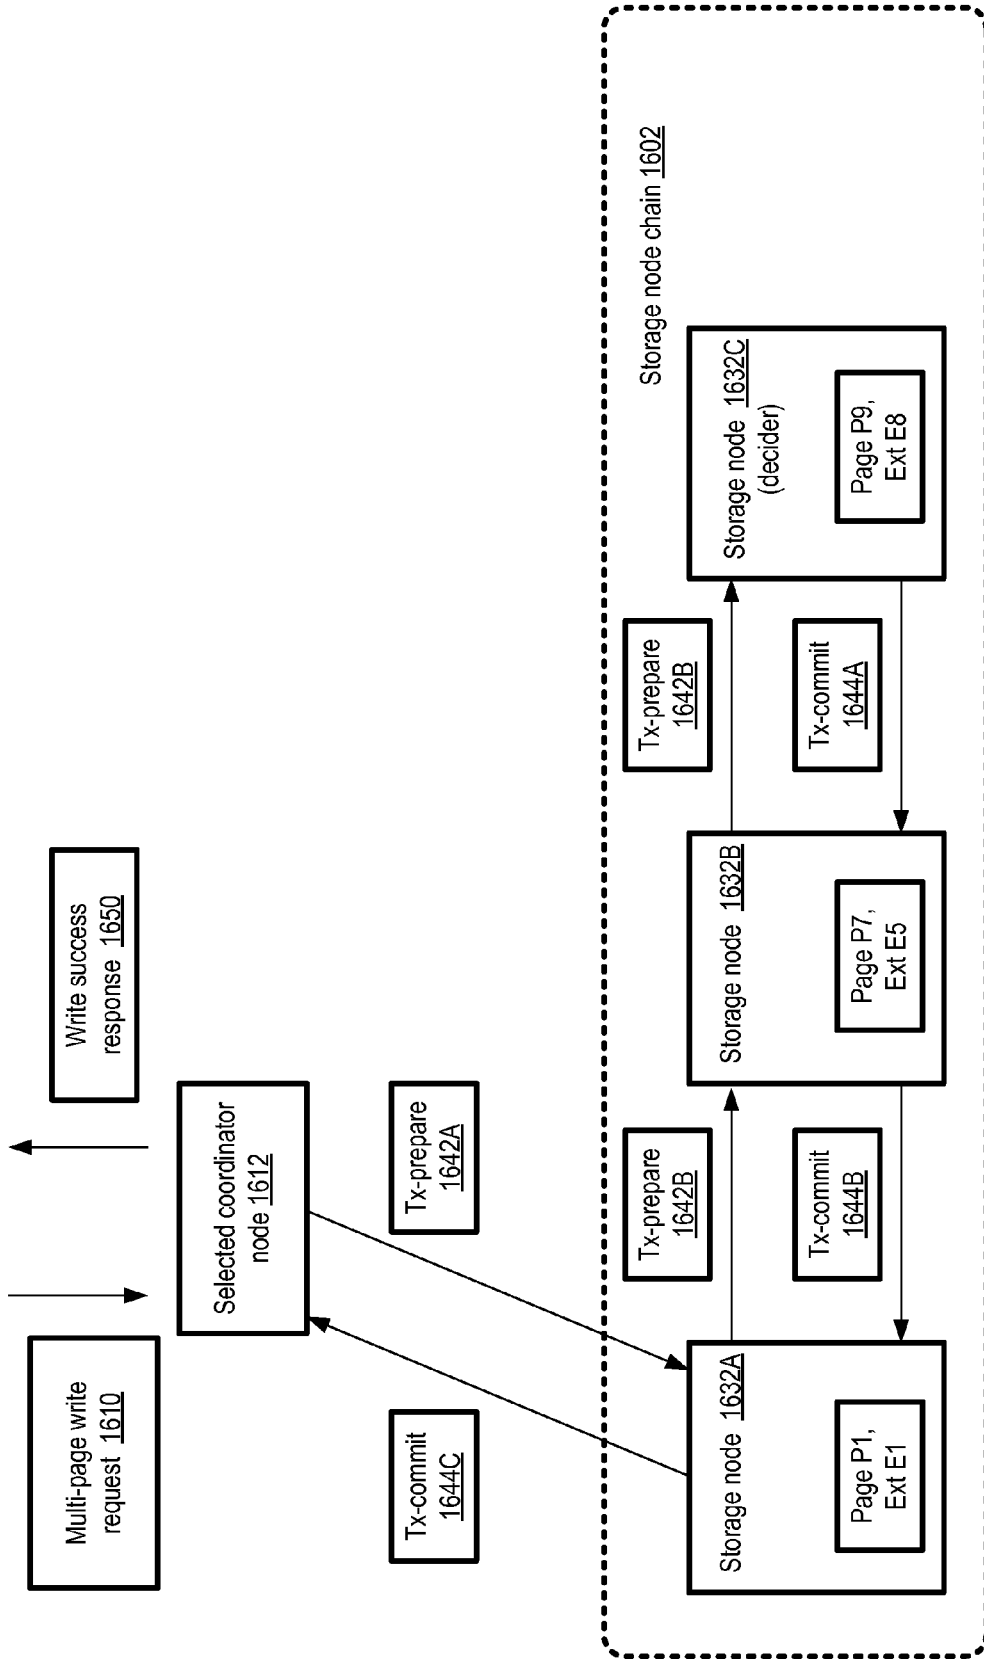 Multi-page write
request 1610
Write success
response 1650
Selected coordinator
node 1612
Tx-commit
1644C
Tx-prepare
1642A
Storage node chain 1602
Storage node 1632A
Page P1,
Ext E1
Tx-prepare
1642B
Tx-commit
1644B
Storage node 1632B
Page P7,
Ext E5
Tx-prepare
1642B
Tx-commit
1644A
Storage node 1632C
(decider)
Page P9,
Ext E8